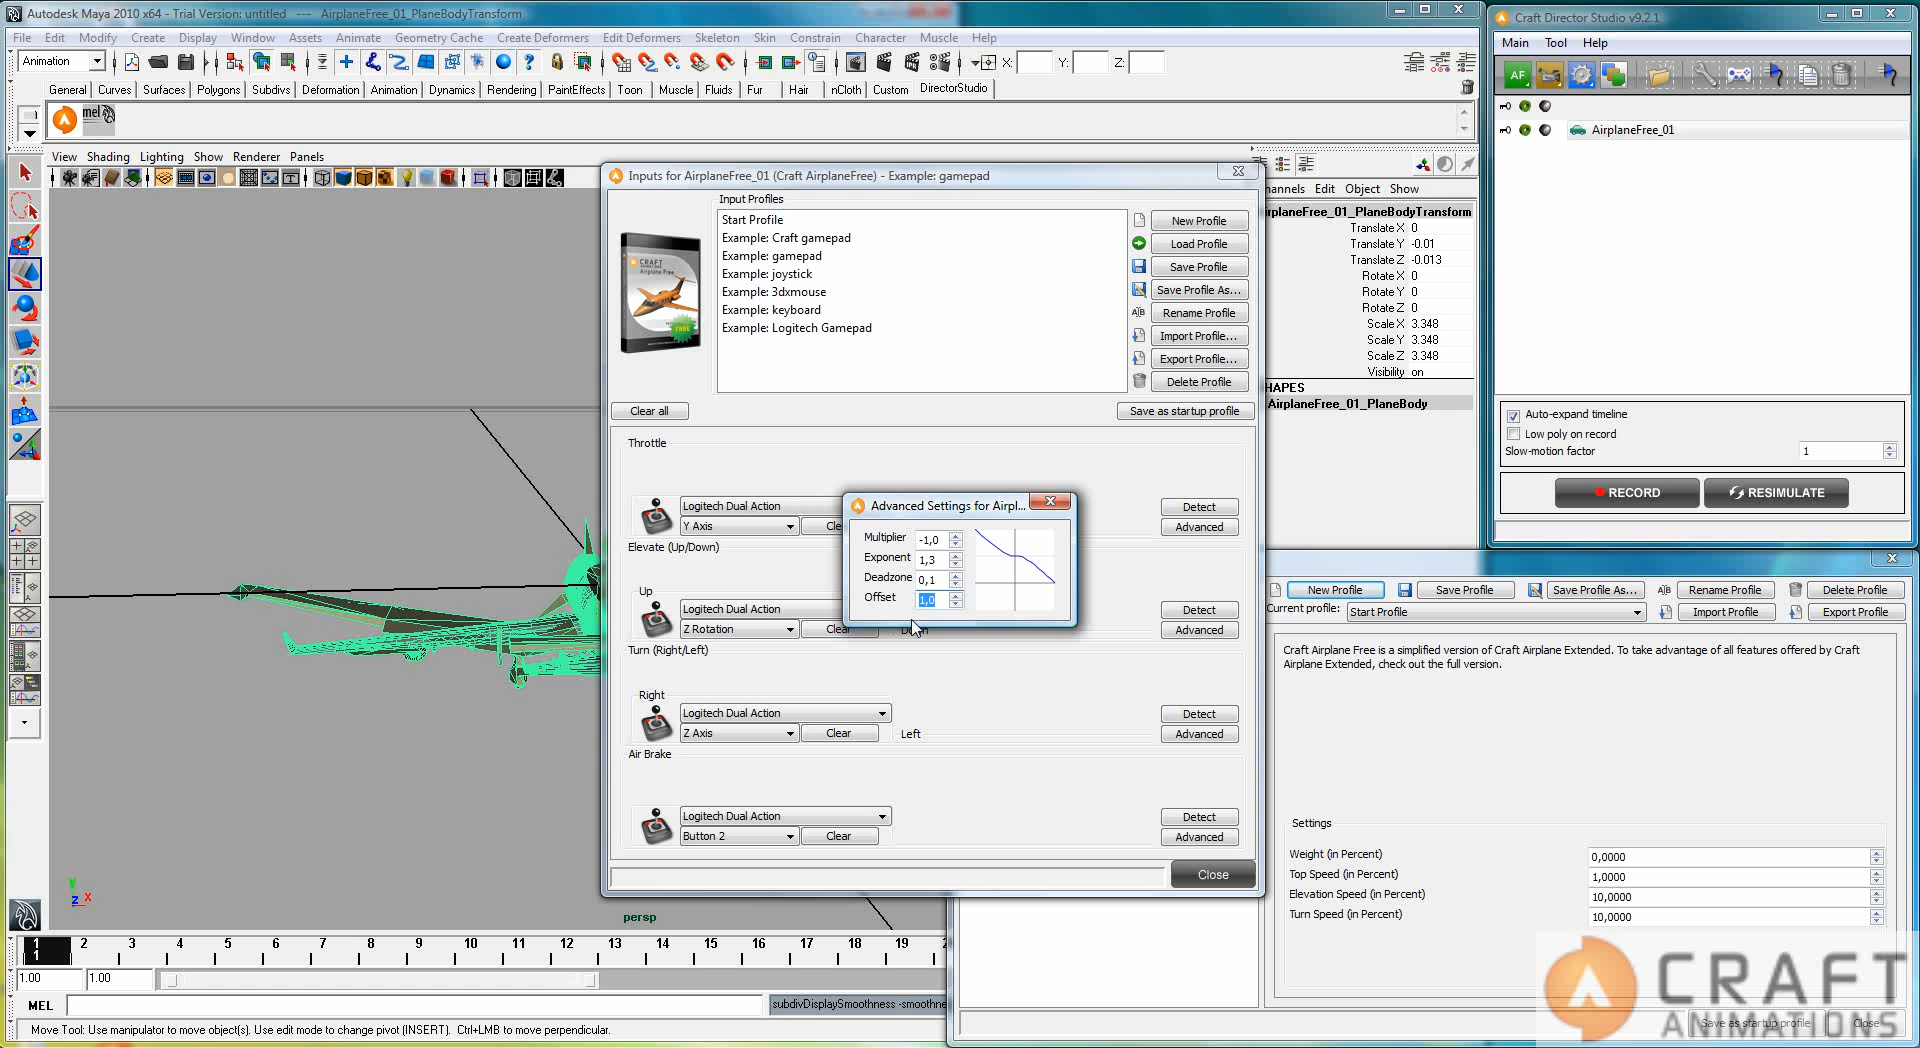 Autodesk Maya 2010 x64 - Trial Version: untitled --- AirplaneFree_01_PlaneBodyTransform
File Edit Modify Create Display Window Assets Animate Geometry Cache Create Deformers Edit Deformers Skeleton Skin Constrain Character Muscle Help
Animation X: Y: Z:
General Curves Surfaces Polygons Subdivs Deformation Animation Dynamics Rendering PaintEffects Toon Muscle Fluids Fur Hair nCloth Custom DirectorStudio
mel
View Shading Lighting Show Renderer Panels
Inputs for AirplaneFree_01 (Craft AirplaneFree) - Example: gamepad
Input Profiles
Start Profile
Example: Craft gamepad
Example: gamepad
Example: joystick
Example: 3dxmouse
Example: keyboard
Example: Logitech Gamepad
CRAFT
ANIMATIONS
Airplane Free
FREE
New Profile
Load Profile
Save Profile
Save Profile As...
Rename Profile
Import Profile...
Export Profile...
Delete Profile
Clear all
Save as startup profile
Throttle
Logitech Dual Action
Y Axis Cle
Detect
Advanced
Elevate (Up/Down)
Up
Logitech Dual Action
Z Rotation Clear Down
Detect
Advanced
Turn (Right/Left)
Right
Logitech Dual Action
Z Axis Clear Left
Detect
Advanced
Air Brake
Logitech Dual Action
Button 2 Clear
Detect
Advanced
Close
Advanced Settings for Airpl...
Multiplier -1,0
Exponent 1,3
Deadzone 0,1
Offset 1,0
hannels Edit Object Show
irplaneFree_01_PlaneBodyTransform
Translate X 0
Translate Y -0.01
Translate Z -0.013
Rotate X 0
Rotate Y 0
Rotate Z 0
Scale X 3.348
Scale Y 3.348
Scale Z 3.348
Visibility on
HAPES
AirplaneFree_01_PlaneBody
Craft Director Studio v9.2.1
Main Tool Help
AF
AirplaneFree_01
Auto-expand timeline
Low poly on record
Slow-motion factor 1
RECORD RESIMULATE
New Profile Save Profile Save Profile As... Rename Profile Delete Profile
Current profile: Start Profile Import Profile Export Profile
Craft Airplane Free is a simplified version of Craft Airplane Extended. To take advantage of all features offered by Craft
Airplane Extended, check out the full version.
Settings
Weight (in Percent) 0,0000
Top Speed (in Percent) 1,0000
Elevation Speed (in Percent) 10,0000
Turn Speed (in Percent) 10,0000
Save as startup profile Close
CRAFT
ANIMATIONS
y
z x
persp
1 2 3 4 5 6 7 8 9 10 11 12 13 14 15 16 17 18 19 2
1
1.00 1.00
MEL subdivDisplaySmoothness -smoothne
Move Tool: Use manipulator to move object(s). Use edit mode to change pivot (INSERT). Ctrl+LMB to move perpendicular.